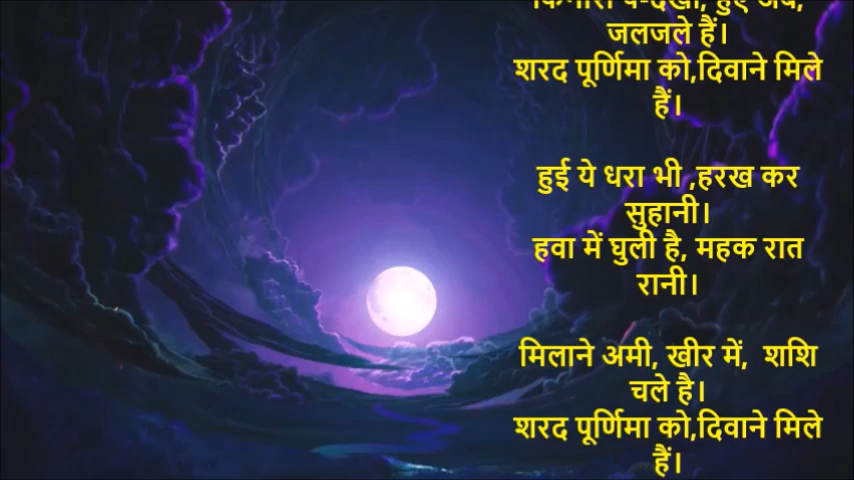 जलजले हैं।
शरद पूर्णिमा को,दिवाने मिले
हैं।
हुई ये धरा भी ,हरख कर
सुहानी।
हवा में घुली है, महक रात
रानी।
मिलाने अमी, खीर में,  शशि
चले है।
शरद पूर्णिमा को,दिवाने मिले
हैं।